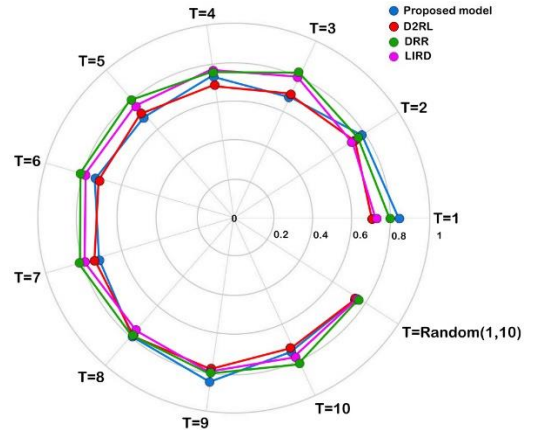 Proposed model
D2RL
DRR
LIRD
T=4
T=3
T=5
T=2
T=6
T=1
0
0.2
0.4
0.6
0.8
1
T=7
T=Random(1,10)
T=8
T=10
T=9